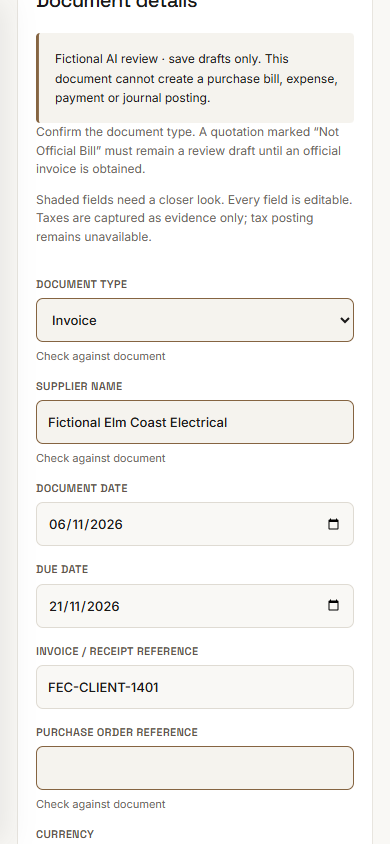 Document details
Fictional AI review · save drafts only. This
document cannot create a purchase bill, expense,
payment or journal posting.
Confirm the document type. A quotation marked “Not
Official Bill” must remain a review draft until an official
invoice is obtained.
Shaded fields need a closer look. Every field is editable.
Taxes are captured as evidence only; tax posting
remains unavailable.
DOCUMENT TYPE
Invoice
Check against document
SUPPLIER NAME
Fictional Elm Coast Electrical
Check against document
DOCUMENT DATE
06/11/2026
DUE DATE
21/11/2026
INVOICE / RECEIPT REFERENCE
FEC-CLIENT-1401
PURCHASE ORDER REFERENCE
Check against document
CURRENCY